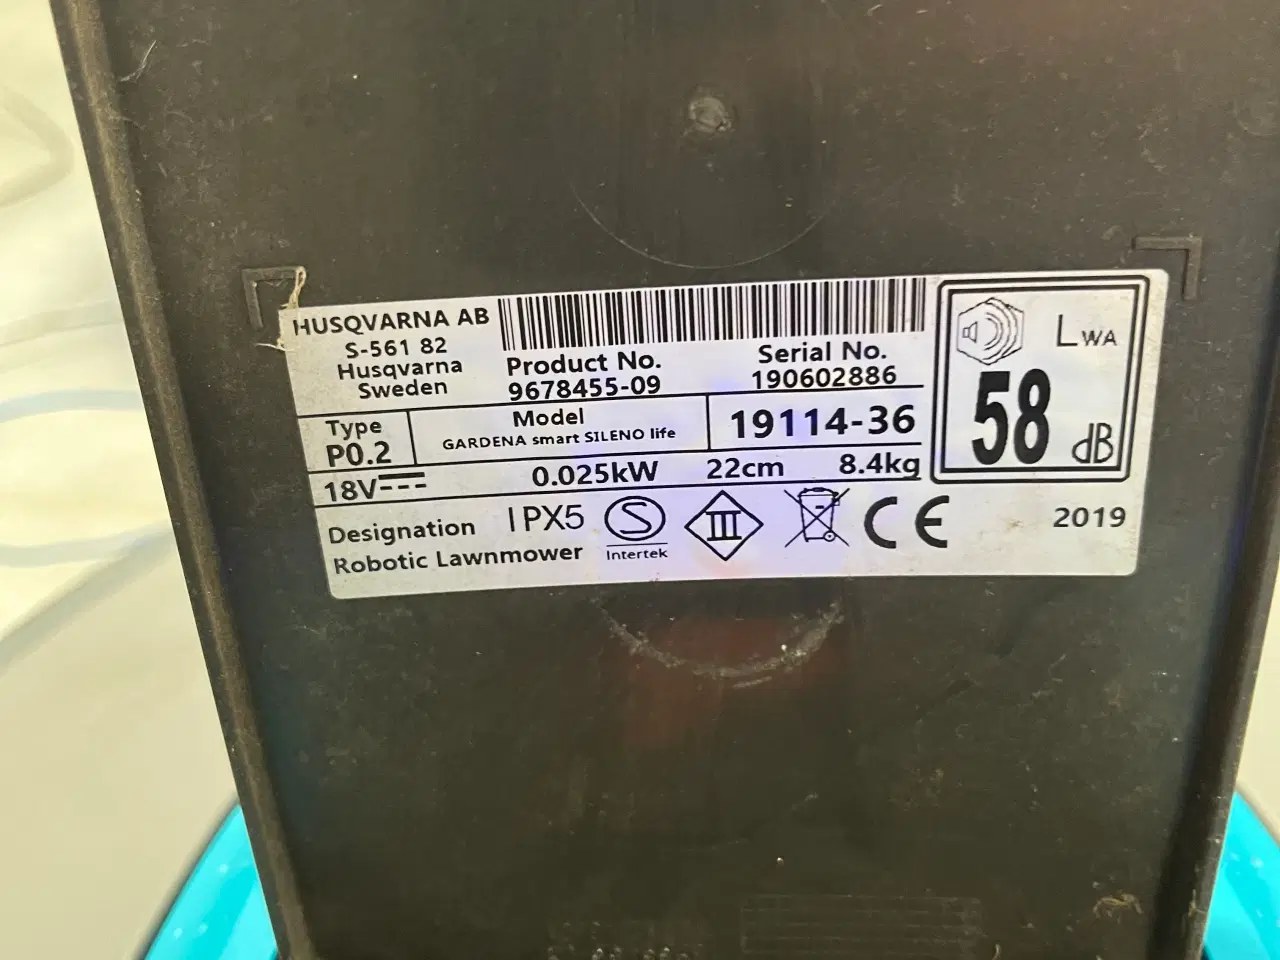 HUSQVARNA AB
S-561 82
Husqvarna
Sweden
Product No.
9678455-09
Serial No.
190602886
Type
P0.2
Model
GARDENA smart SILENO life
19114-36
18V
0.025kW
22cm
8.4kg
LWA
58
dB
Designation
Robotic Lawnmower
IPX5
S
Intertek
III
CE
2019